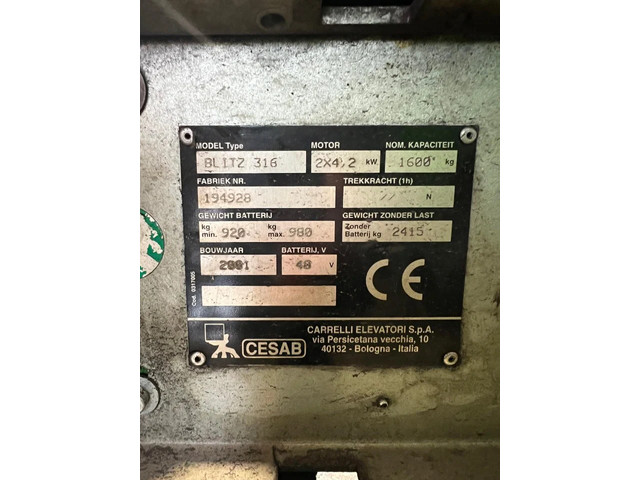 MODEL Type MOTOR NOM. KAPACITEIT
BLITZ 316 2X4,2 kW 1600 kg
FABRIEK NR. TREKKRACHT (1h)
194928 N
GEWICHT BATTERIJ GEWICHT ZONDER LAST
kg min. 920 kg max. 980 Zonder Batterij kg 2415
BOUWJAAR BATTERIJ, V
2001 48 V
CE
Cod. 0317005
CESAB
CARRELLI ELEVATORI S.p.A.
via Persicetana vecchia, 10
40132 - Bologna - Italia